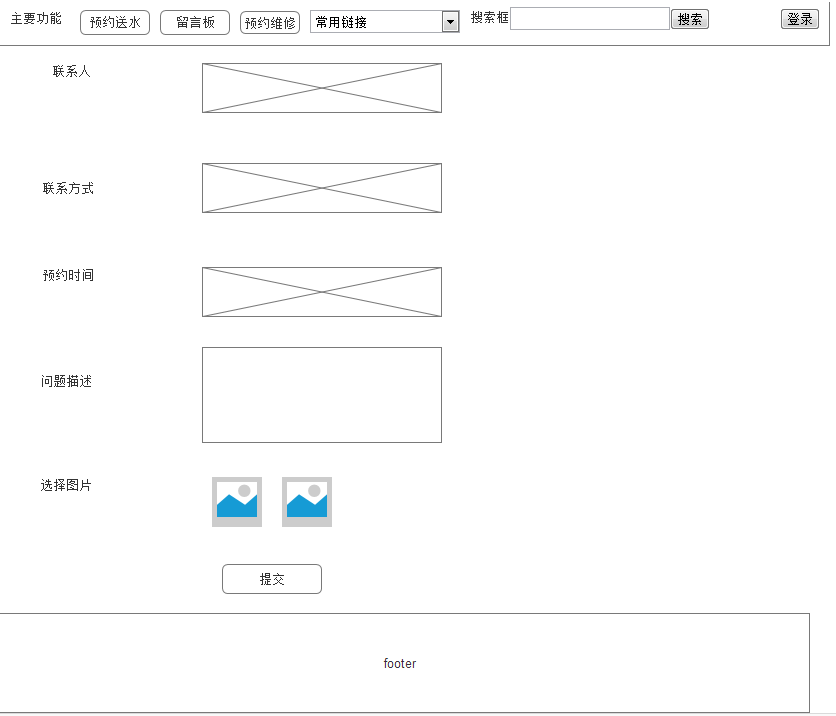 主要功能 预约送水 留言板 预约维修 常用链接 搜索框 搜索 登录
联系人
联系方式
预约时间
问题描述
选择图片
提交
footer